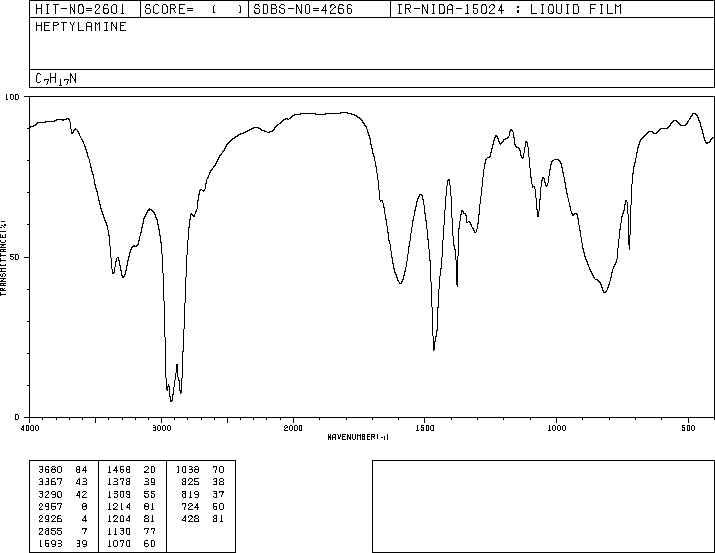 HIT-NO=2601 SCORE= ( ) SDBS-NO=4266 IR-NIDA-15024 : LIQUID FILM
HEPTYLAMINE
C7H17N
100
TRANSMITTANCE(%)
50
0
4000 3000 2000 1500 1000 500
WAVENUMBER(-1)
3680 84 1468 20 1038 70
3367 43 1378 39 825 38
3290 42 1309 55 819 37
2957 8 1214 81 724 50
2926 4 1204 81 428 81
2855 7 1130 77
1593 39 1070 60